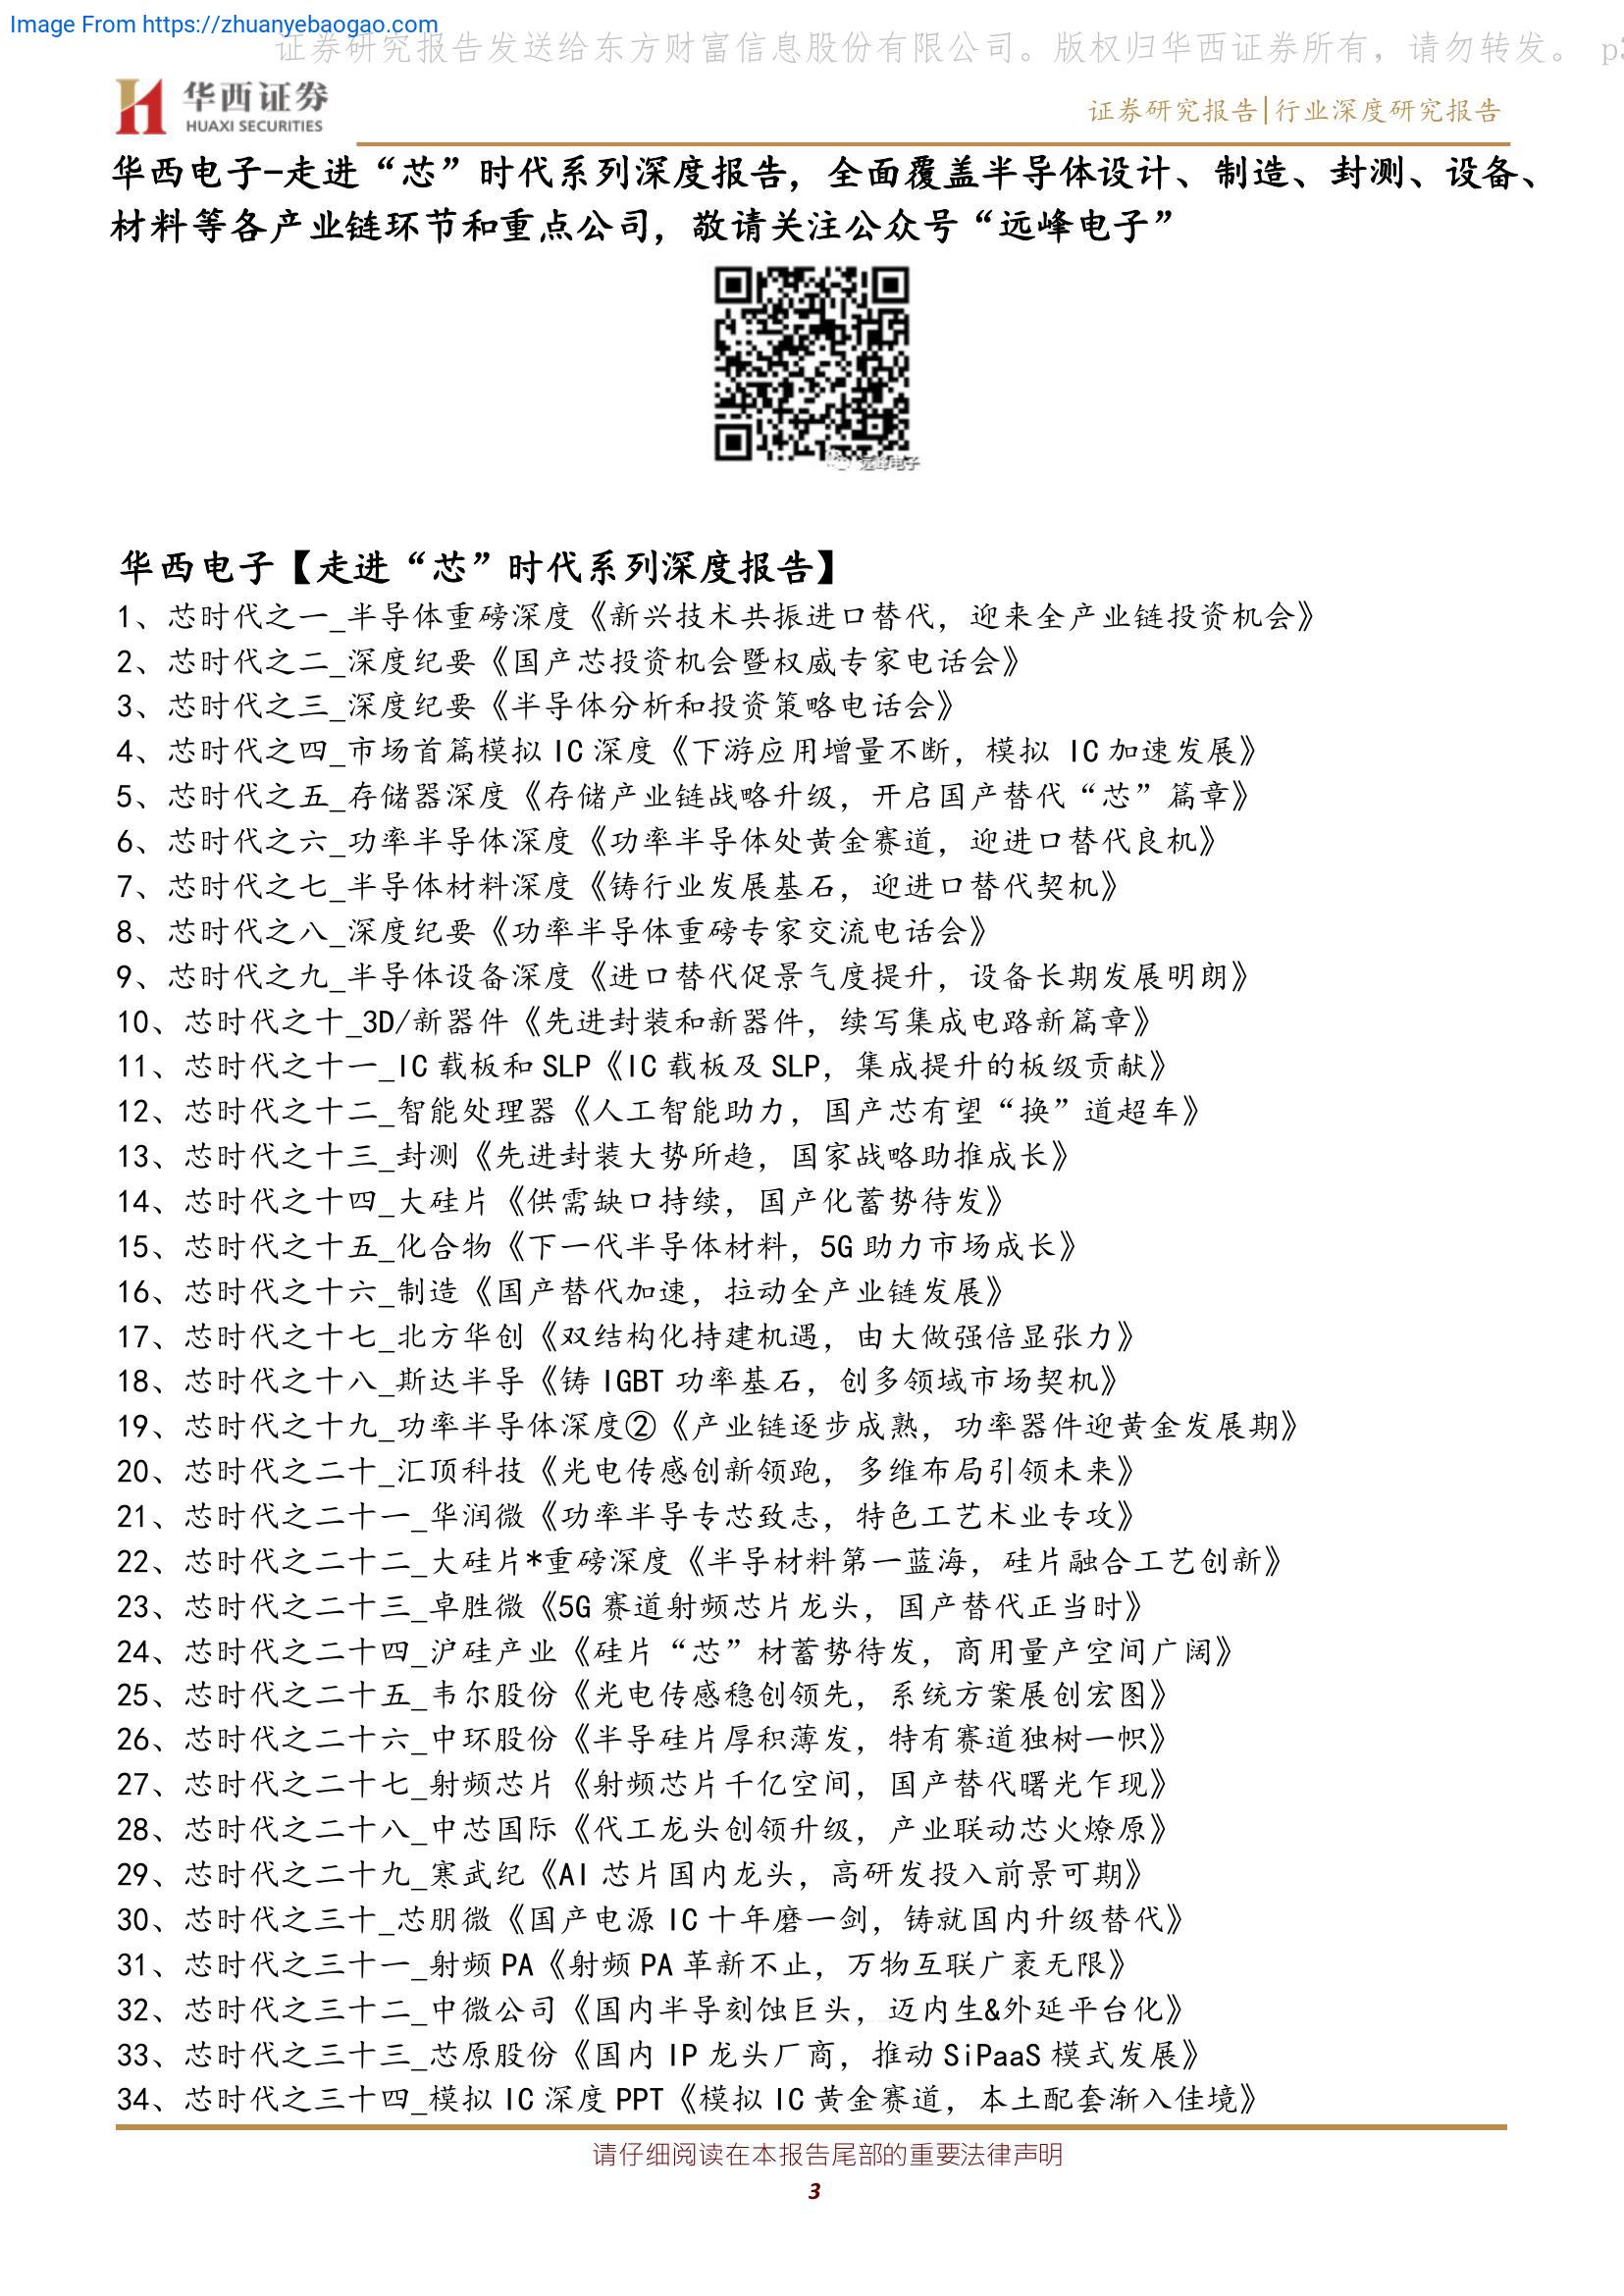 Image From https://zhuanyebaogao.com
证券研究报告发送给东方财富信息股份有限公司。版权归华西证券所有，请勿转发。 p3
华西证券
HUAXI SECURITIES
证券研究报告|行业深度研究报告
华西电子-走进“芯”时代系列深度报告，全面覆盖半导体设计、制造、封测、设备、
材料等各产业链环节和重点公司，敬请关注公众号“远峰电子”
远峰电子
华西电子【走进“芯”时代系列深度报告】
1、芯时代之一_半导体重磅深度《新兴技术共振进口替代，迎来全产业链投资机会》
2、芯时代之二_深度纪要《国产芯投资机会暨权威专家电话会》
3、芯时代之三_深度纪要《半导体分析和投资策略电话会》
4、芯时代之四_市场首篇模拟 IC 深度《下游应用增量不断，模拟 IC 加速发展》
5、芯时代之五_存储器深度《存储产业链战略升级，开启国产替代“芯”篇章》
6、芯时代之六_功率半导体深度《功率半导体处黄金赛道，迎进口替代良机》
7、芯时代之七_半导体材料深度《铸行业发展基石，迎进口替代契机》
8、芯时代之八_深度纪要《功率半导体重磅专家交流电话会》
9、芯时代之九_半导体设备深度《进口替代促景气度提升，设备长期发展明朗》
10、芯时代之十_3D/新器件《先进封装和新器件，续写集成电路新篇章》
11、芯时代之十一_IC 载板和 SLP《IC 载板及 SLP，集成提升的板级贡献》
12、芯时代之十二_智能处理器《人工智能助力，国产芯有望“换”道超车》
13、芯时代之十三_封测《先进封装大势所趋，国家战略助推成长》
14、芯时代之十四_大硅片《供需缺口持续，国产化蓄势待发》
15、芯时代之十五_化合物《下一代半导体材料，5G 助力市场成长》
16、芯时代之十六_制造《国产替代加速，拉动全产业链发展》
17、芯时代之十七_北方华创《双结构化持建机遇，由大做强倍显张力》
18、芯时代之十八_斯达半导《铸 IGBT 功率基石，创多领域市场契机》
19、芯时代之十九_功率半导体深度②《产业链逐步成熟，功率器件迎黄金发展期》
20、芯时代之二十_汇顶科技《光电传感创新领跑，多维布局引领未来》
21、芯时代之二十一_华润微《功率半导专芯致志，特色工艺术业专攻》
22、芯时代之二十二_大硅片*重磅深度《半导材料第一蓝海，硅片融合工艺创新》
23、芯时代之二十三_卓胜微《5G 赛道射频芯片龙头，国产替代正当时》
24、芯时代之二十四_沪硅产业《硅片“芯”材蓄势待发，商用量产空间广阔》
25、芯时代之二十五_韦尔股份《光电传感稳创领先，系统方案展创宏图》
26、芯时代之二十六_中环股份《半导硅片厚积薄发，特有赛道独树一帜》
27、芯时代之二十七_射频芯片《射频芯片千亿空间，国产替代曙光乍现》
28、芯时代之二十八_中芯国际《代工龙头创领升级，产业联动芯火燎原》
29、芯时代之二十九_寒武纪《AI 芯片国内龙头，高研发投入前景可期》
30、芯时代之三十_芯朋微《国产电源 IC 十年磨一剑，铸就国内升级替代》
31、芯时代之三十一_射频 PA《射频 PA 革新不止，万物互联广袤无限》
32、芯时代之三十二_中微公司《国内半导刻蚀巨头，迈内生&外延平台化》
33、芯时代之三十三_芯原股份《国内 IP 龙头厂商，推动 SiPaaS 模式发展》
34、芯时代之三十四_模拟 IC 深度 PPT《模拟 IC 黄金赛道，本土配套渐入佳境》
请仔细阅读在本报告尾部的重要法律声明
3